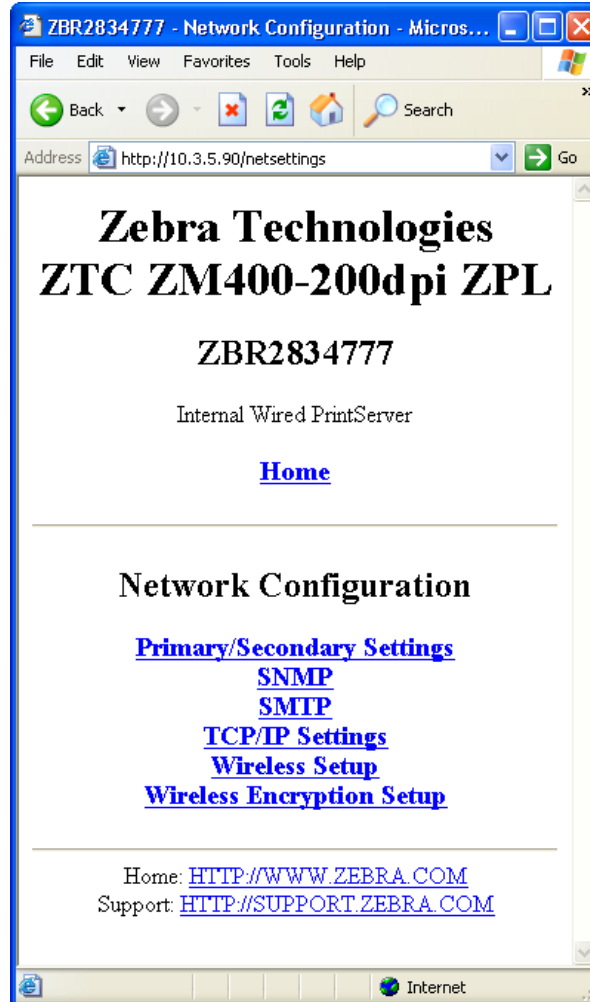 ZBR2834777 - Network Configuration - Micros...
File Edit View Favorites Tools Help
Back Search »
Address http://10.3.5.90/netsettings Go
Zebra Technologies
ZTC ZM400-200dpi ZPL
ZBR2834777
Internal Wired PrintServer
Home
Network Configuration
Primary/Secondary Settings
SNMP
SMTP
TCP/IP Settings
Wireless Setup
Wireless Encryption Setup
Home: HTTP://WWW.ZEBRA.COM
Support: HTTP://SUPPORT.ZEBRA.COM
Internet